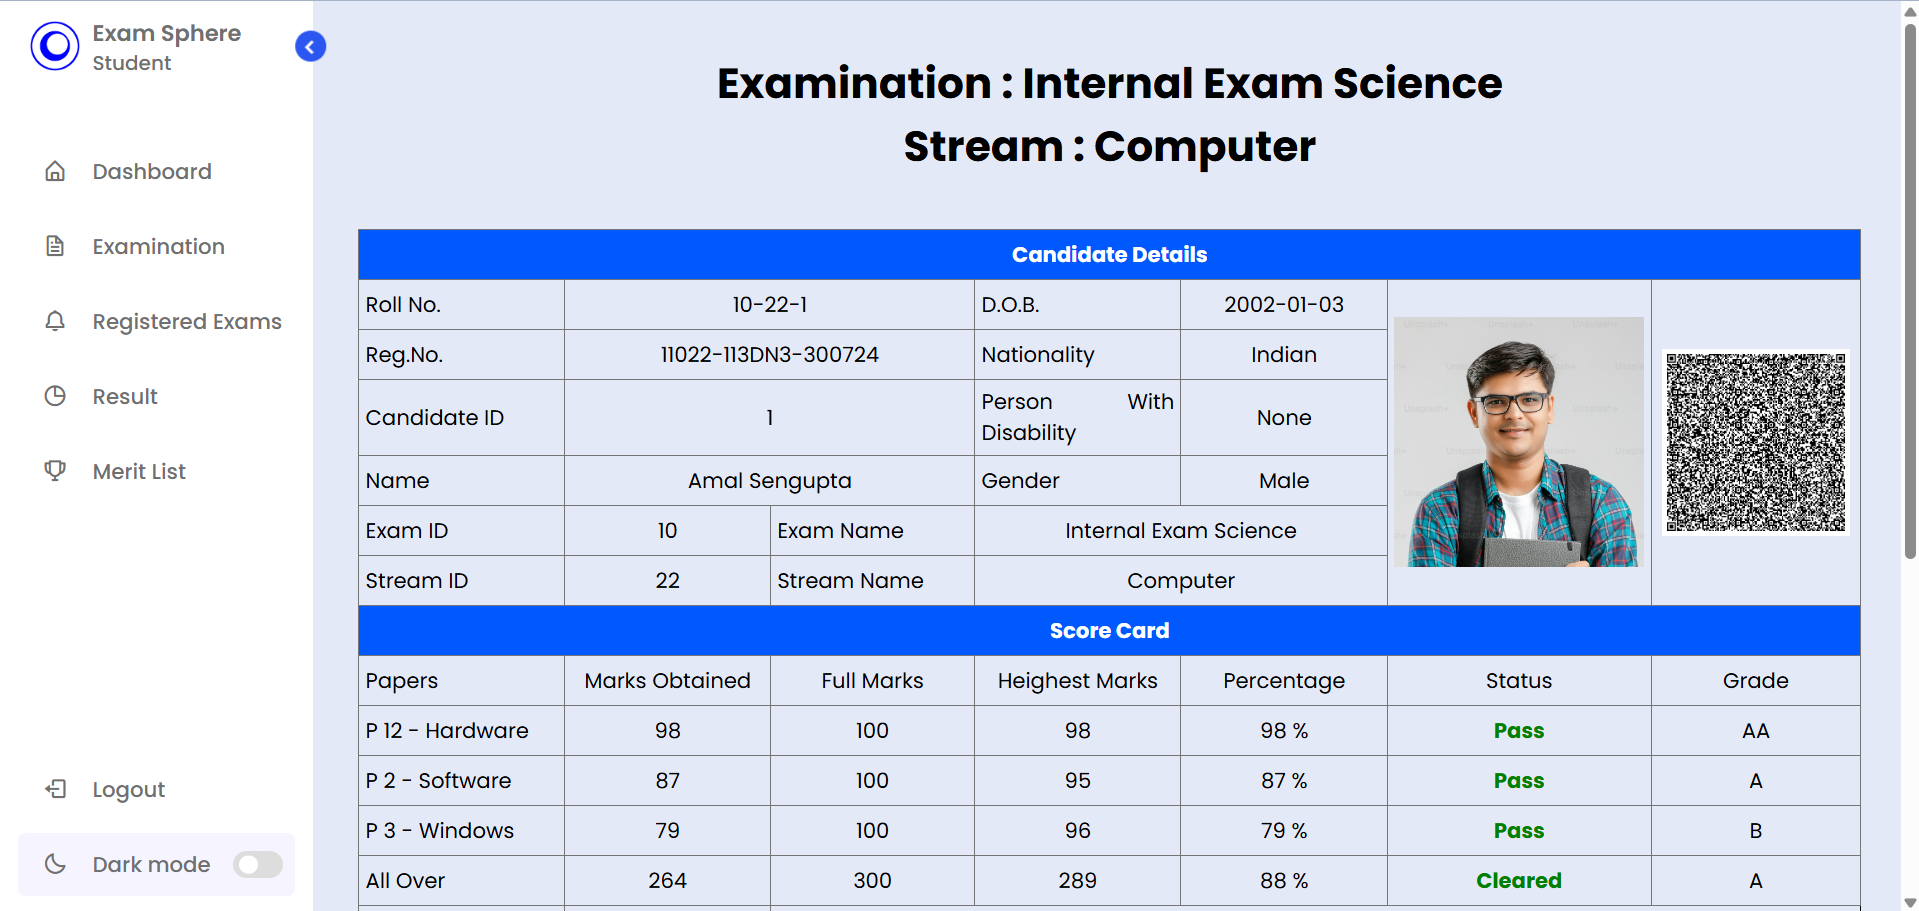 Exam Sphere
Student
Dashboard
Examination
Registered Exams
Result
Merit List
Logout
Dark mode
Examination : Internal Exam Science
Stream : Computer
Candidate Details
Roll No. 10-22-1 D.O.B. 2002-01-03
Reg.No. 11022-113DN3-300724 Nationality Indian
Candidate ID 1 Person With Disability None
Name Amal Sengupta Gender Male
Exam ID 10 Exam Name Internal Exam Science
Stream ID 22 Stream Name Computer
Unsplash+ Unsplash+ Unsplash+
Score Card
Papers Marks Obtained Full Marks Heighest Marks Percentage Status Grade
P 12 - Hardware 98 100 98 98 % Pass AA
P 2 - Software 87 100 95 87 % Pass A
P 3 - Windows 79 100 96 79 % Pass B
All Over 264 300 289 88 % Cleared A